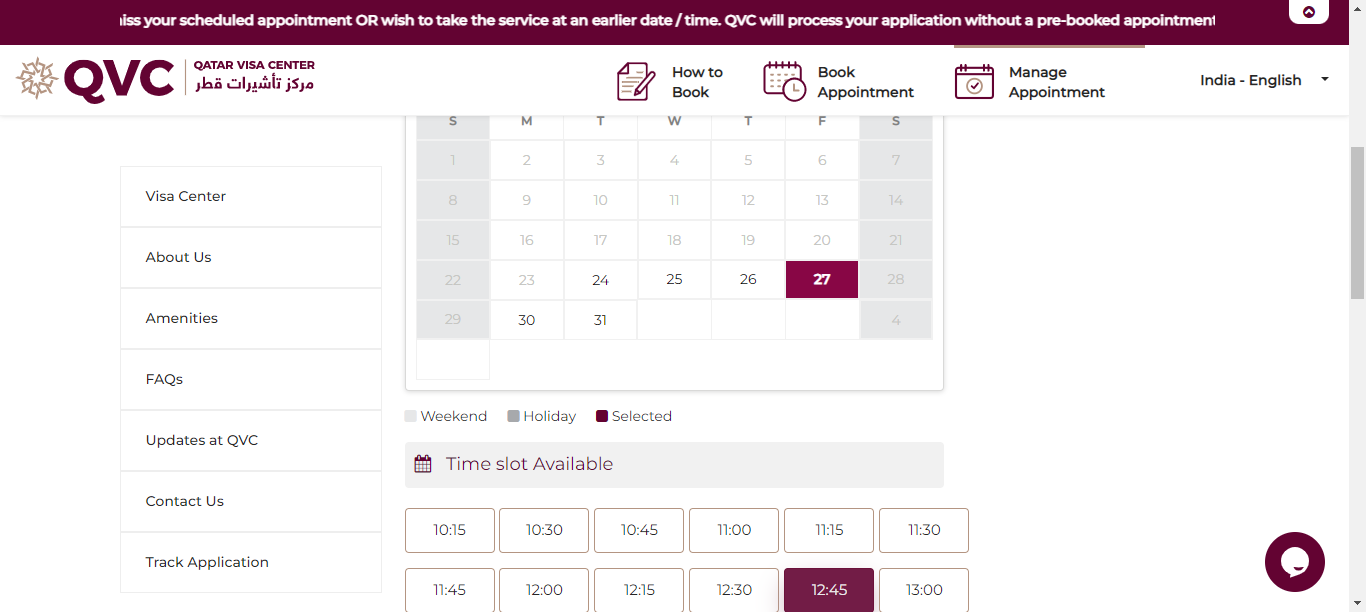 iss your scheduled appointment OR wish to take the service at an earlier date / time. QVC will process your application without a pre-booked appointment
QVC
QATAR VISA CENTER
مركز تأشيرات قطر
How to
Book
Book
Appointment
Manage
Appointment
India - English
Visa Center
About Us
Amenities
FAQs
Updates at QVC
Contact Us
Track Application
S M T W T F S
1 2 3 4 5 6 7
8 9 10 11 12 13 14
15 16 17 18 19 20 21
22 23 24 25 26 27 28
29 30 31 4
Weekend Holiday Selected
Time slot Available
10:15 10:30 10:45 11:00 11:15 11:30
11:45 12:00 12:15 12:30 12:45 13:00